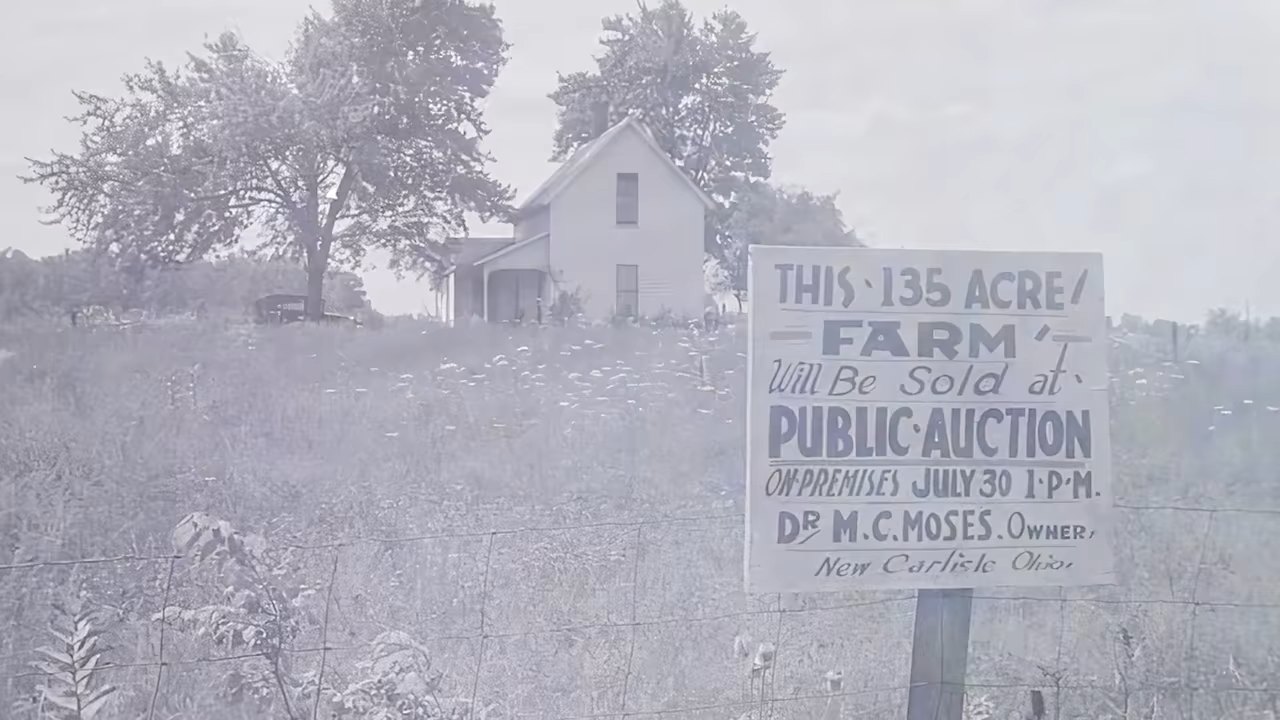 THIS · 135 ACRE
FARM
Will Be Sold at
PUBLIC · AUCTION
ON · PREMISES JULY 30 1 · P · M.
DR M.C. MOSES. OWNER,
New Carlisle Ohio.